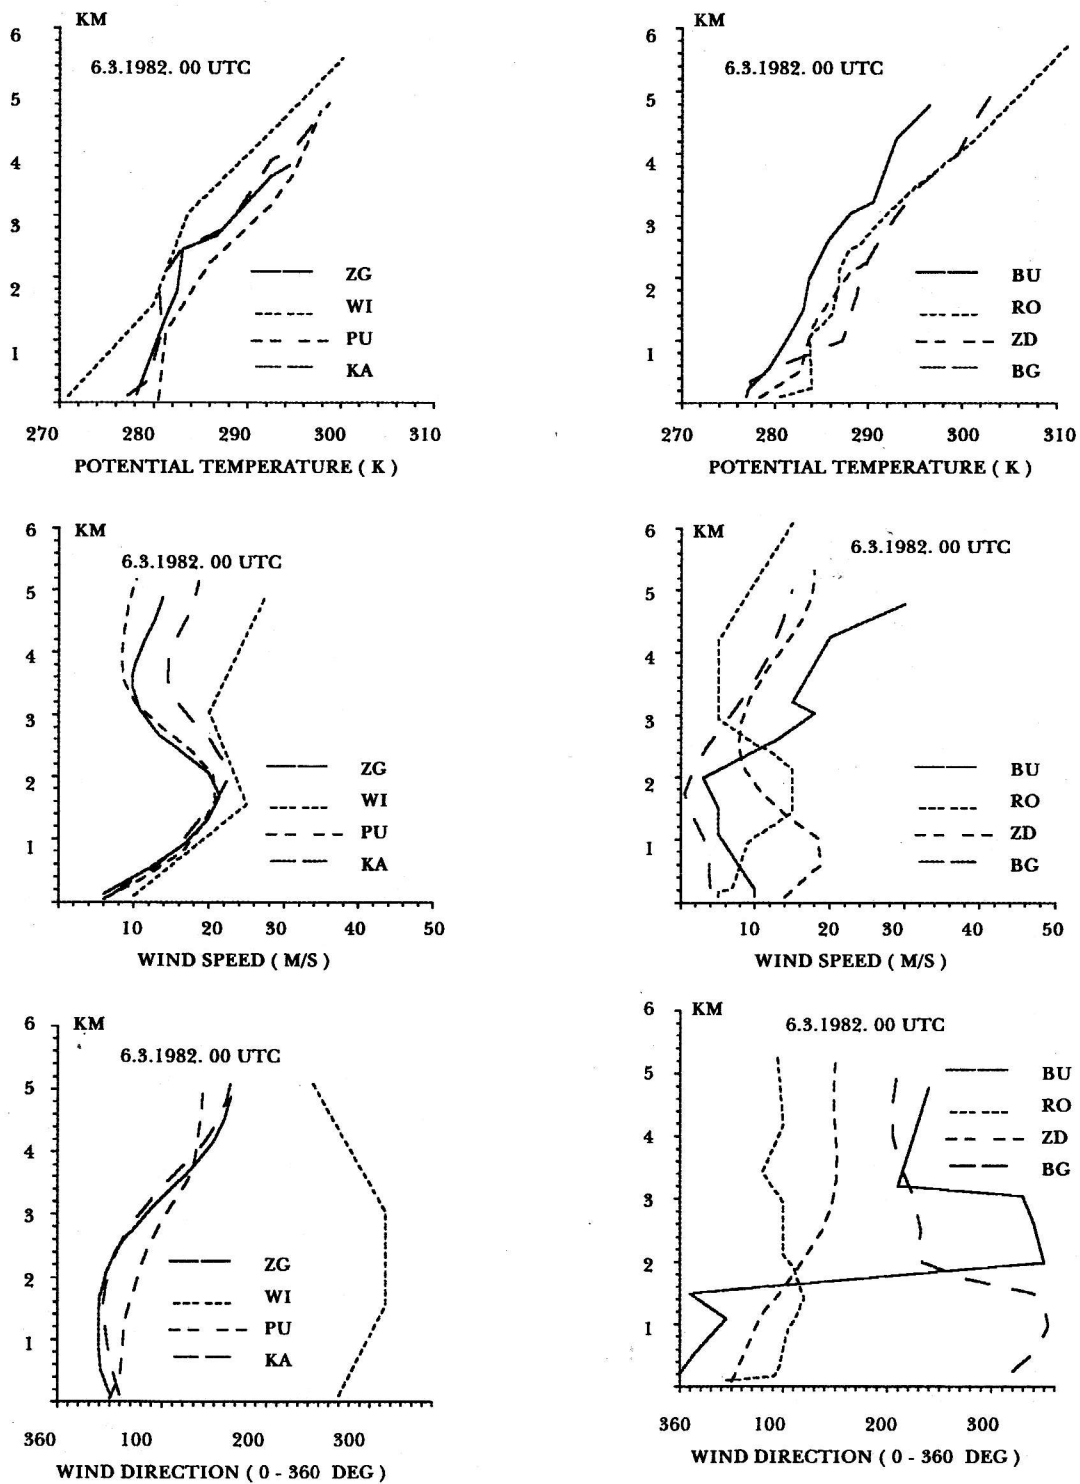 KM
6
6.3.1982. 00 UTC
5
4
3
ZG
2
WI
PU
1
KA
270 280 290 300 310
POTENTIAL TEMPERATURE ( K )
KM
6
6.3.1982. 00 UTC
5
4
3
BU
2
RO
ZD
1
BG
270 280 290 300 310
POTENTIAL TEMPERATURE ( K )
6 KM
6.3.1982. 00 UTC
5
4
3
ZG
2
WI
PU
1
KA
10 20 30 40 50
WIND SPEED ( M/S )
6 KM
6.3.1982. 00 UTC
5
4
3
BU
2
RO
ZD
1
BG
10 20 30 40 50
WIND SPEED ( M/S )
6 KM
6.3.1982. 00 UTC
5
4
3
ZG
2
WI
PU
1
KA
360 100 200 300
WIND DIRECTION ( 0 - 360 DEG )
6 KM
6.3.1982. 00 UTC
5
BU
RO
4
ZD
BG
3
2
1
360 100 200 300
WIND DIRECTION ( 0 - 360 DEG )